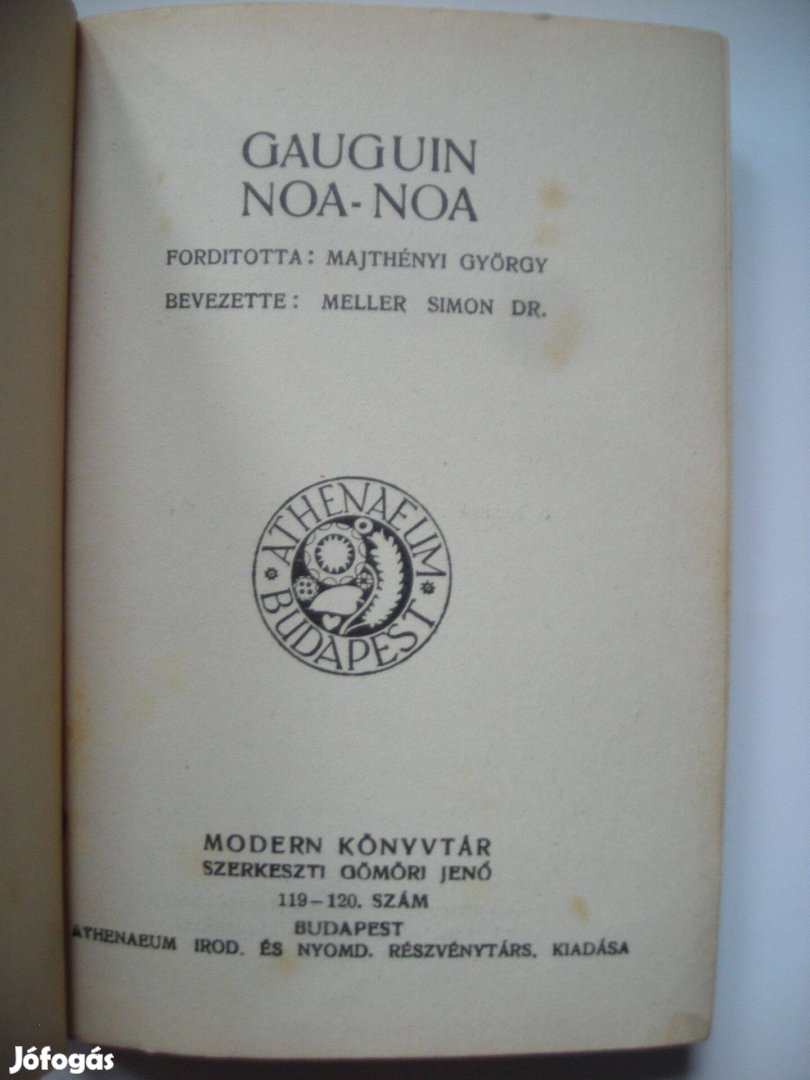 GAUGUIN
NOA-NOA
FORDITOTTA: MAJTHÉNYI GYÖRGY
BEVEZETTE: MELLER SIMON DR.
ATHENAEUM
BUDAPEST
MODERN KÖNYVTÁR
SZERKESZTI GÖMÖRI JENŐ
119-120. SZÁM
BUDAPEST
ATHENAEUM IROD. ÉS NYOMD. RÉSZVÉNYTÁRS. KIADÁSA
Jófogás